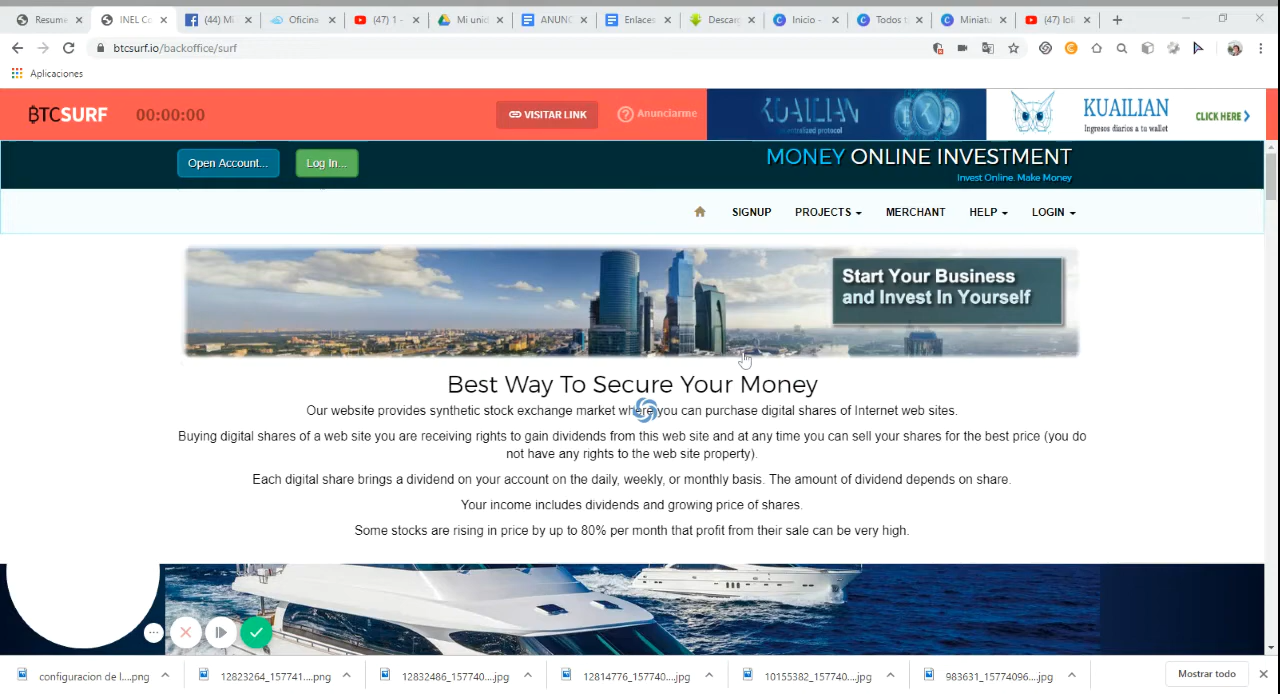 Resume
INEL Co
(44) Mi
Oficina
(47) 1 -
Mi unid
ANUNC
Enlaces
Descar
Inicio -
Todos t
Miniatu
(47) loli
btcsurf.io/backoffice/surf
Aplicaciones
BTCSURF
00:00:00
VISITAR LINK
Anunciarme
KUAILIAN
KUAILIAN
Ingresos diarios a tu wallet
CLICK HERE
Open Account...
Log In...
MONEY ONLINE INVESTMENT
Invest Online. Make Money
SIGNUP
PROJECTS
MERCHANT
HELP
LOGIN
Start Your Business
and Invest In Yourself
Best Way To Secure Your Money
Our website provides synthetic stock exchange market where you can purchase digital shares of Internet web sites.
Buying digital shares of a web site you are receiving rights to gain dividends from this web site and at any time you can sell your shares for the best price (you do
not have any rights to the web site property).
Each digital share brings a dividend on your account on the daily, weekly, or monthly basis. The amount of dividend depends on share.
Your income includes dividends and growing price of shares.
Some stocks are rising in price by up to 80% per month that profit from their sale can be very high.
configuracion de l....png
12823264_157741....png
12832486_157740....jpg
12814776_157740....jpg
10155382_157740....jpg
983631_15774096....jpg
Mostrar todo